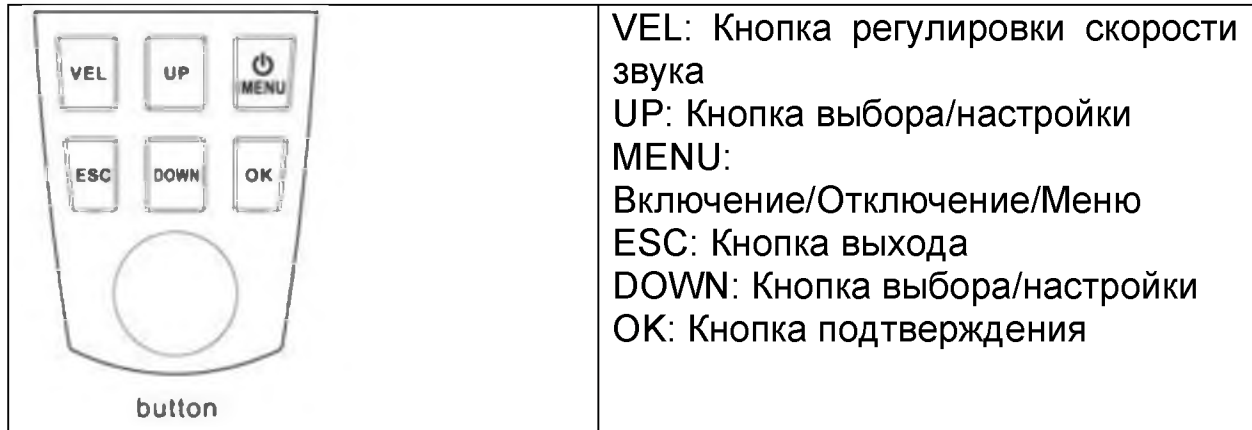 VEL UP MENU
ESC DOWN OK
button
VEL: Кнопка регулировки скорости
звука
UP: Кнопка выбора/настройки
MENU:
Включение/Отключение/Меню
ESC: Кнопка выхода
DOWN: Кнопка выбора/настройки
OK: Кнопка подтверждения